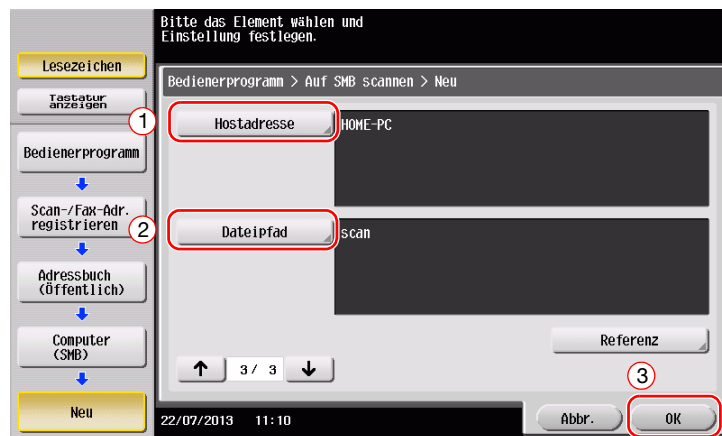 Bitte das Element wählen und
Einstellung festlegen.
Lesezeichen
Tastatur
anzeigen
Bedienerprogramm > Auf SMB scannen > Neu
1
Hostadresse
HOME-PC
Bedienerprogramm
Scan-/Fax-Adr.
registrieren
2
Dateipfad
scan
Adressbuch
(Öffentlich)
Computer
(SMB)
Referenz
↑ 3/ 3 ↓
3
Neu
22/07/2013 11:10
Abbr.
OK